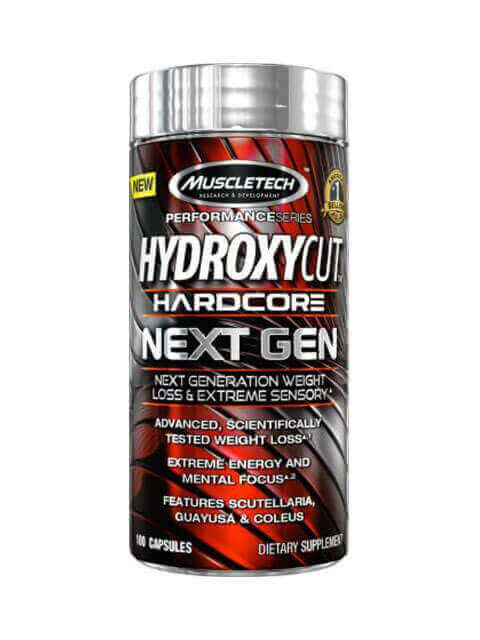 NEW
MUSCLETECH
RESEARCH & DEVELOPMENT
PERFORMANCESERIES
#1
HYDROXYCUT
HARDCORE
NEXT GEN
NEXT GENERATION WEIGHT
LOSS & EXTREME SENSORY
ADVANCED, SCIENTIFICALLY
TESTED WEIGHT LOSS
EXTREME ENERGY AND
MENTAL FOCUS
FEATURES SCUTELLARIA,
GUAYUSA & COLEUS
100 CAPSULES
DIETARY SUPPLEMENT